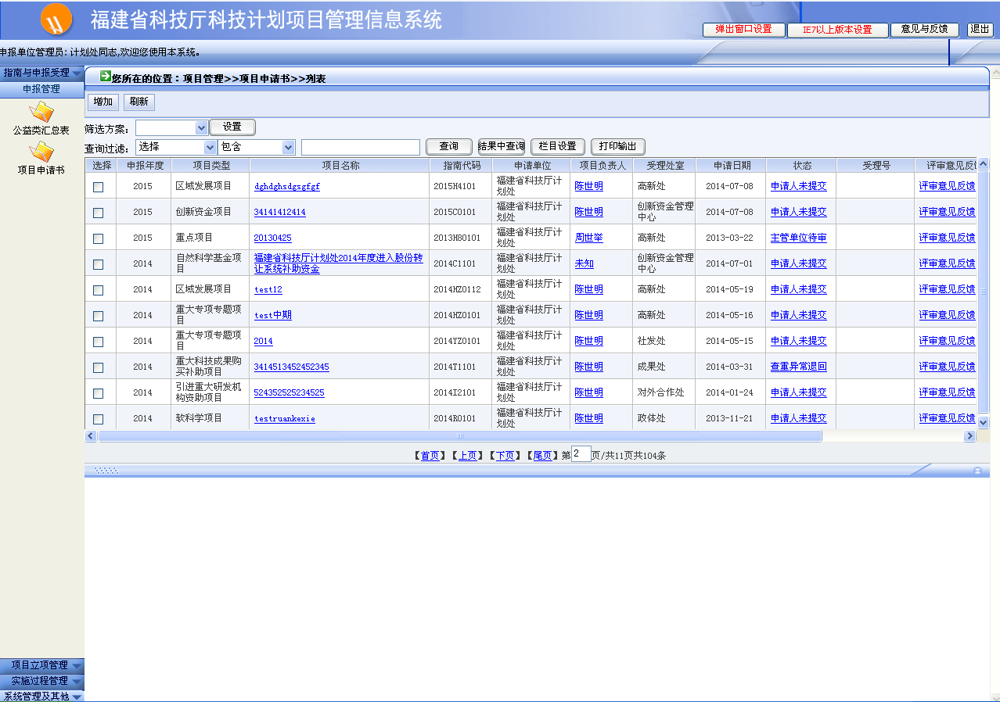 福建省科技厅科技计划项目管理信息系统
弹出窗口设置 IE7以上版本设置 意见与反馈 退出
申报单位管理员: 计划处同志,欢迎您使用本系统。
指南与申报受理
申报管理
公益类汇总表
项目申请书
您所在的位置：项目管理>>项目申请书>>列表
增加 刷新
筛选方案: 设置
查询过滤: 选择 包含 查询 结果中查询 栏目设置 打印输出
选择 申报年度 项目类型 项目名称 指南代码 申请单位 项目负责人 受理处室 申请日期 状态 受理号 评审意见反馈
2015 区域发展项目 dghdghsdgsgfgf 2015H4101 福建省科技厅计划处 陈世明 高新处 2014-07-08 申请人未提交 评审意见反馈
2015 创新资金项目 34141412414 2015C0101 福建省科技厅计划处 陈世明 创新资金管理中心 2014-07-08 申请人未提交 评审意见反馈
2015 重点项目 20130425 2013H80101 福建省科技厅计划处 周世举 高新处 2013-03-22 主管单位待审 评审意见反馈
2014 自然科学基金项目 福建省科技厅计划处2014年度进入股份转让系统补助资金 2014C1101 福建省科技厅计划处 未知 创新资金管理中心 2014-07-01 申请人未提交 评审意见反馈
2014 区域发展项目 test12 2014HZ0112 福建省科技厅计划处 陈世明 高新处 2014-05-19 申请人未提交 评审意见反馈
2014 重大专项专题项目 test中期 2014HZ0101 福建省科技厅计划处 陈世明 高新处 2014-05-16 申请人未提交 评审意见反馈
2014 重大专项专题项目 2014 2014YZ0101 福建省科技厅计划处 陈世明 社发处 2014-05-15 申请人未提交 评审意见反馈
2014 重大科技成果购买补助项目 3414513452452345 2014T1101 福建省科技厅计划处 陈世明 成果处 2014-03-31 查重异常退回 评审意见反馈
2014 引进重大研发机构资助项目 524352525234525 2014I2101 福建省科技厅计划处 陈世明 对外合作处 2014-01-24 申请人未提交 评审意见反馈
2014 软科学项目 testruankexie 2014R0101 福建省科技厅计划处 陈世明 政体处 2013-11-21 申请人未提交 评审意见反馈
【首页】【上页】【下页】【尾页】第2页/共11页共104条
项目立项管理
实施过程管理
系统管理及其他